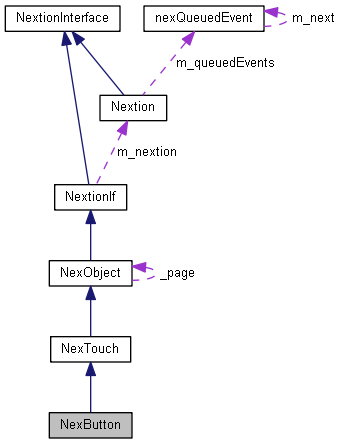 NextionInterface
nexQueuedEvent
m_next
m_queuedEvents
Nextion
m_nextion
NextionIf
NexObject
_page
NexTouch
NexButton